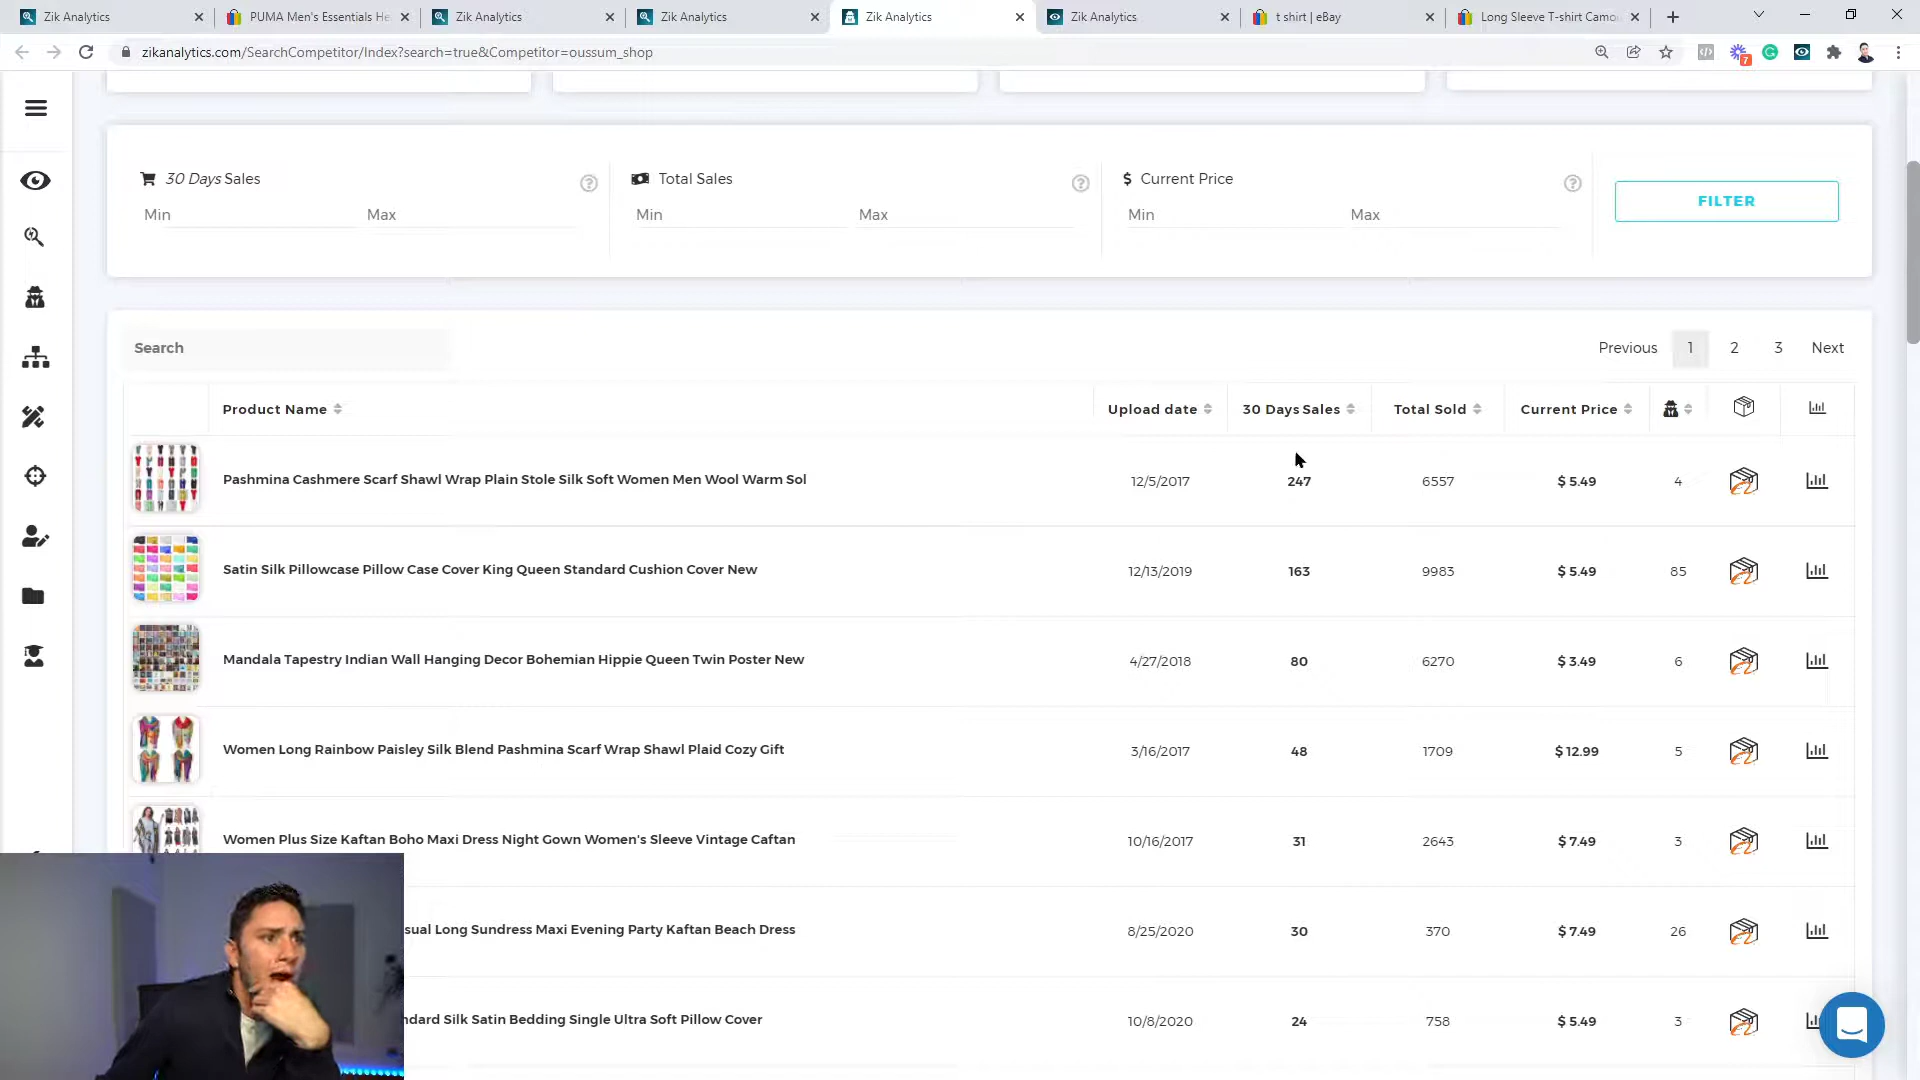 Zik Analytics
PUMA Men's Essentials He
Zik Analytics
Zik Analytics
Zik Analytics
Zik Analytics
t shirt | eBay
Long Sleeve T-shirt Camou
zikanalytics.com/SearchCompetitor/Index?search=true&Competitor=oussum_shop
7
30 Days Sales
Min Max
Total Sales
Min Max
$ Current Price
Min Max
FILTER
Search
Previous 1 2 3 Next
Product Name Upload date 30 Days Sales Total Sold Current Price
Pashmina Cashmere Scarf Shawl Wrap Plain Stole Silk Soft Women Men Wool Warm Sol 12/5/2017 247 6557 $ 5.49 4
Satin Silk Pillowcase Pillow Case Cover King Queen Standard Cushion Cover New 12/13/2019 163 9983 $ 5.49 85
Mandala Tapestry Indian Wall Hanging Decor Bohemian Hippie Queen Twin Poster New 4/27/2018 80 6270 $ 3.49 6
Women Long Rainbow Paisley Silk Blend Pashmina Scarf Wrap Shawl Plaid Cozy Gift 3/16/2017 48 1709 $ 12.99 5
Women Plus Size Kaftan Boho Maxi Dress Night Gown Women's Sleeve Vintage Caftan 10/16/2017 31 2643 $ 7.49 3
sual Long Sundress Maxi Evening Party Kaftan Beach Dress 8/25/2020 30 370 $ 7.49 26
ndard Silk Satin Bedding Single Ultra Soft Pillow Cover 10/8/2020 24 758 $ 5.49 3